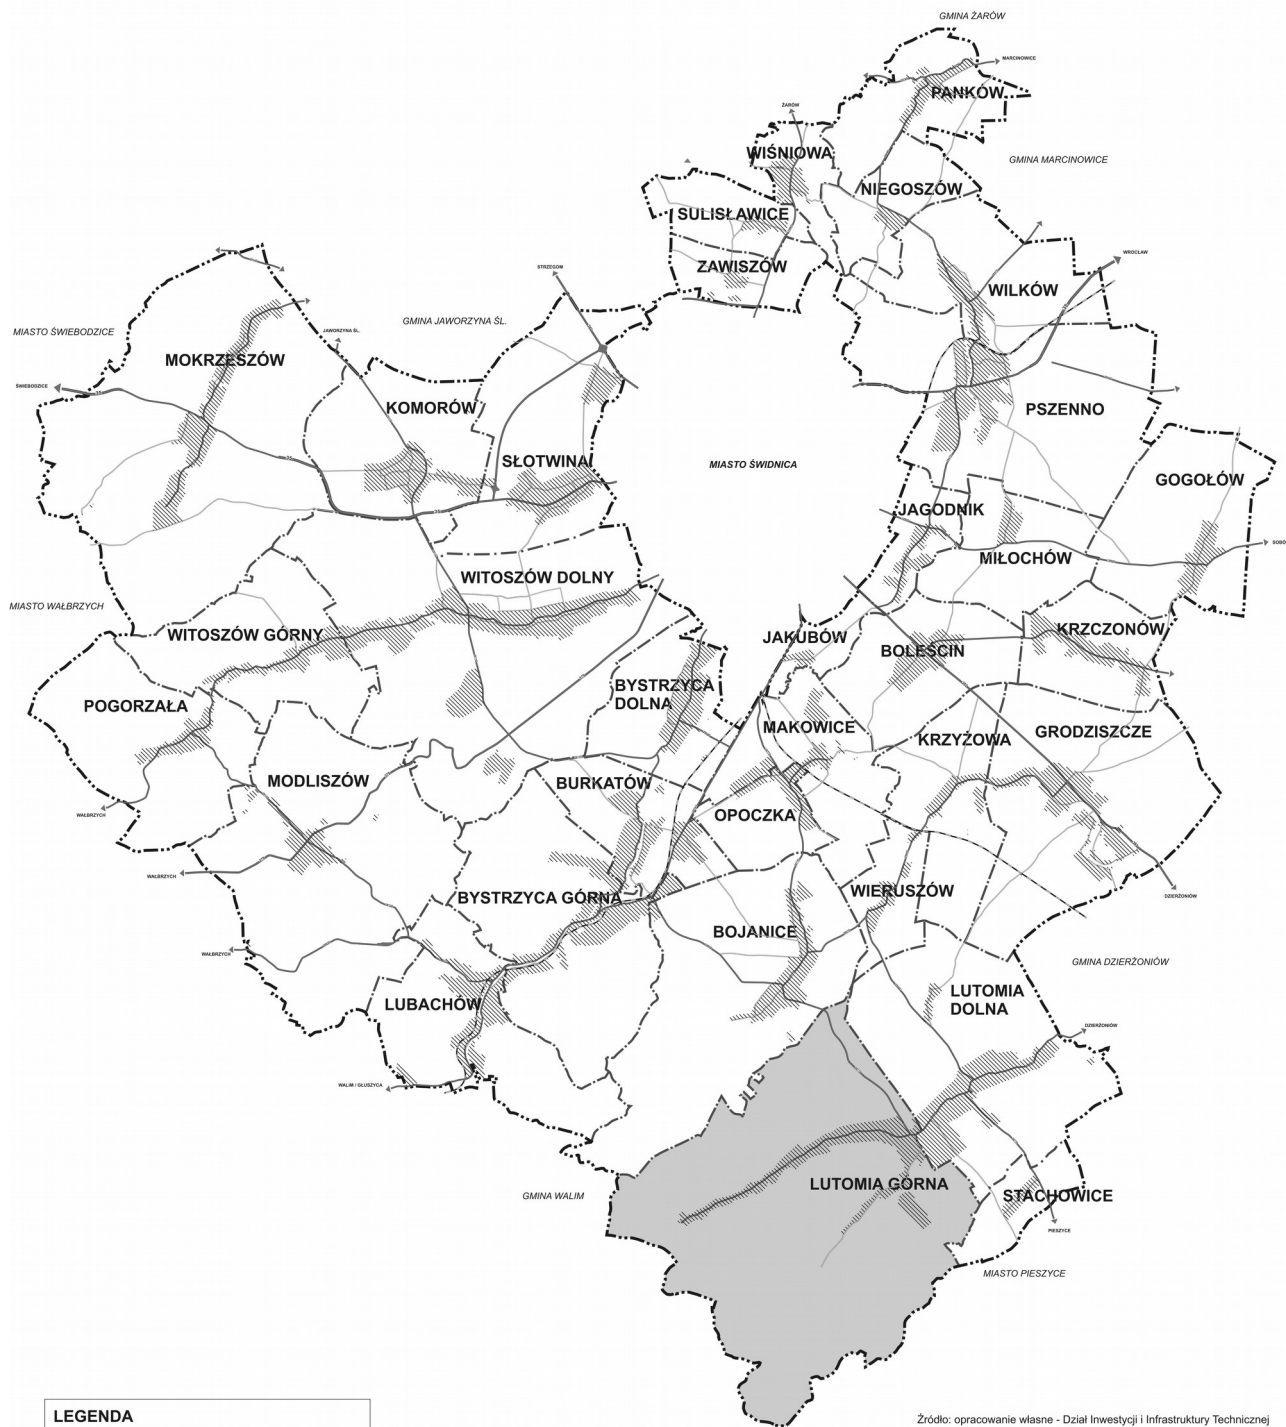 GMINA ŻARÓW
MARCINOWICE
PANKÓW
ŻARÓW
WIŚNIOWA
GMINA MARCINOWICE
NIEGOSZÓW
SULISŁAWICE
ZAWISZÓW
WROCŁAW
STRZEGOM
WILKÓW
GMINA JAWORZYNA ŚL.
MIASTO ŚWIEBODZICE
JAWORZYNA ŚL.
MOKRZESZÓW
ŚWIEBODZICE
KOMORÓW
PSZENNO
SŁOTWINA
MIASTO ŚWIDNICA
GOGOŁÓW
JAGODNIK
SOBÓ
MIŁOCHÓW
WITOSZÓW DOLNY
MIASTO WAŁBRZYCH
WITOSZÓW GÓRNY
JAKUBÓW
KRZCZONÓW
BOLEŚCIN
BYSTRZYCA
DOLNA
POGORZAŁA
MAKOWICE
KRZYŻOWA
GRODZISZCZE
MODLISZÓW
BURKATÓW
OPOCZKA
WAŁBRZYCH
WAŁBRZYCH
WIERUSZÓW
DZIERŻONIÓW
BYSTRZYCA GÓRNA
BOJANICE
WAŁBRZYCH
GMINA DZIERŻONIÓW
LUTOMIA
DOLNA
LUBACHÓW
DZIERŻONIÓW
WALIM / GŁUSZYCA
LUTOMIA GÓRNA
GMINA WALIM
STACHOWICE
PIESZYCE
MIASTO PIESZYCE
LEGENDA
Źródło: opracowanie własne - Dział Inwestycji i Infrastruktury Technicznej